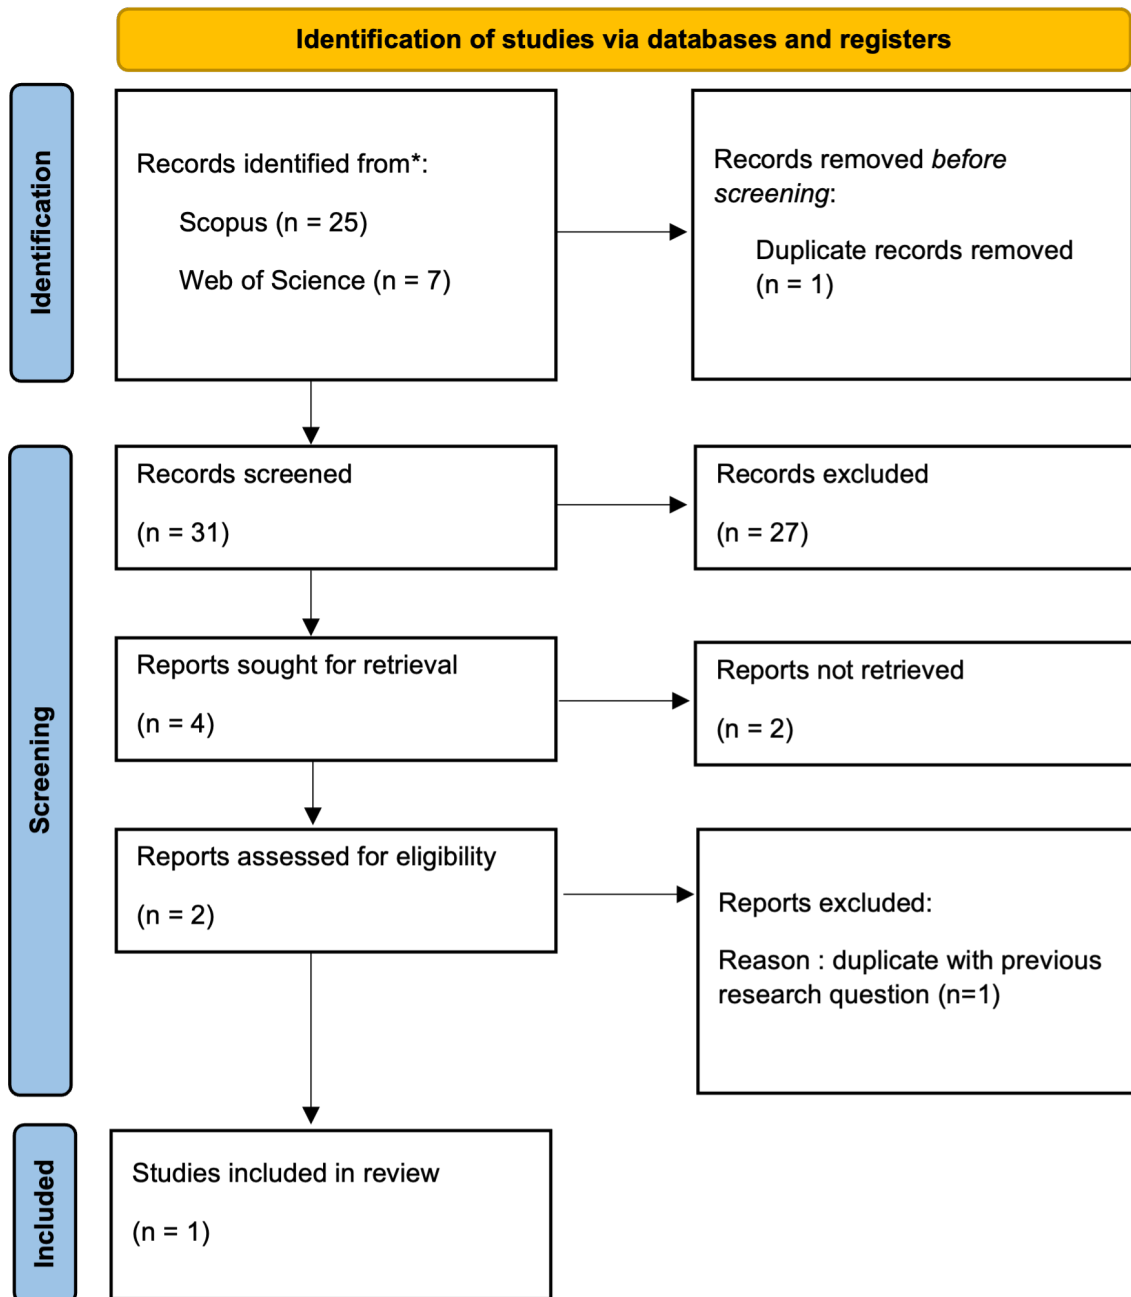 Identification of studies via databases and registers
Identification
Records identified from*:
Scopus (n = 25)
Web of Science (n = 7)
Records removed before
screening:
Duplicate records removed
(n = 1)
Screening
Records screened
(n = 31)
Records excluded
(n = 27)
Reports sought for retrieval
(n = 4)
Reports not retrieved
(n = 2)
Reports assessed for eligibility
(n = 2)
Reports excluded:
Reason : duplicate with previous
research question (n=1)
Included
Studies included in review
(n = 1)